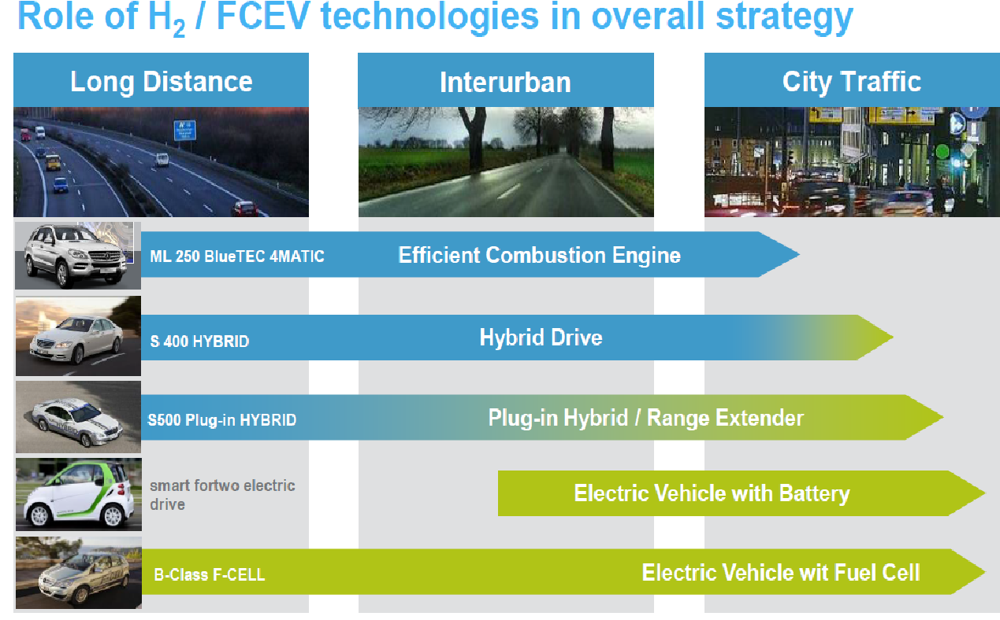 Role of H₂ / FCEV technologies in overall strategy
Long Distance
Interurban
City Traffic
ML 250 BlueTEC 4MATIC
Efficient Combustion Engine
S 400 HYBRID
Hybrid Drive
S500 Plug-in HYBRID
Plug-in Hybrid / Range Extender
smart fortwo electric
drive
Electric Vehicle with Battery
B-Class F-CELL
Electric Vehicle wit Fuel Cell